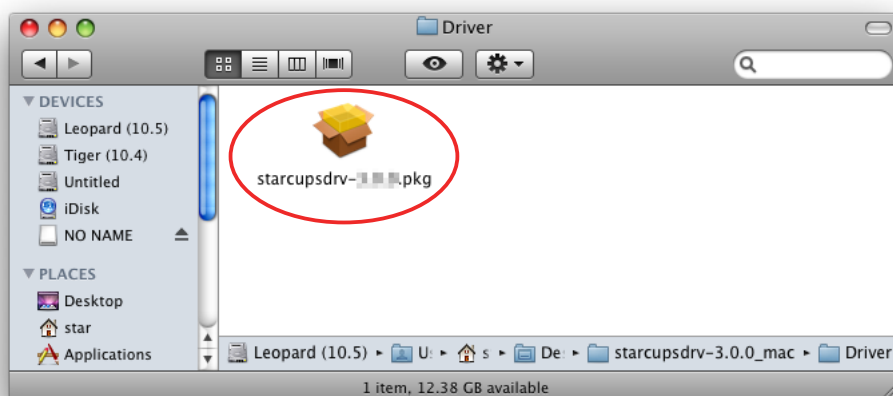 Driver
DEVICES
Leopard (10.5)
Tiger (10.4)
Untitled
iDisk
NO NAME
PLACES
Desktop
star
Applications
starcupsdrv-.pkg
Leopard (10.5) ▸ U ▸ s ▸ De ▸ starcupsdrv-3.0.0_mac ▸ Driver
1 item, 12.38 GB available